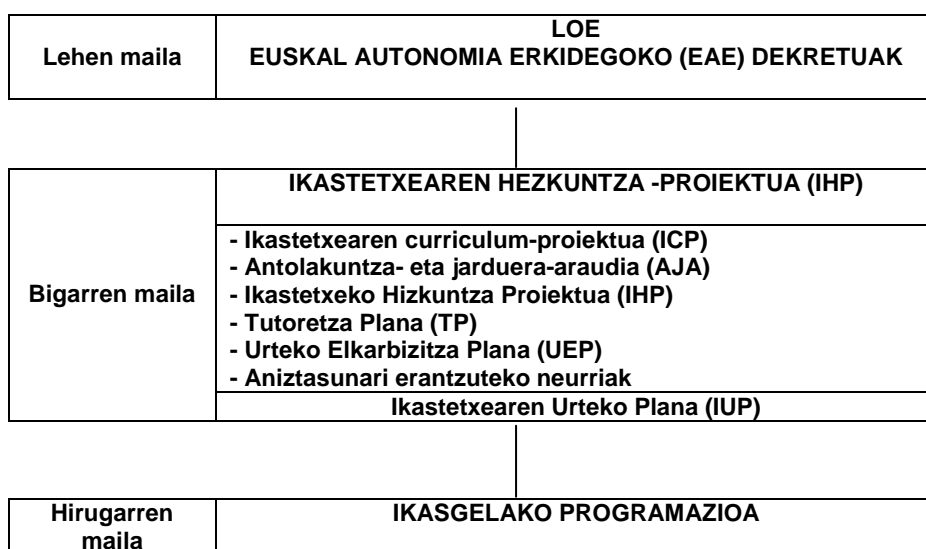 Lehen maila
LOE
EUSKAL AUTONOMIA ERKIDEGOKO (EAE) DEKRETUAK
Bigarren maila
IKASTETXEAREN HEZKUNTZA -PROIEKTUA (IHP)
- Ikastetxearen curriculum-proiektua (ICP)
- Antolakuntza- eta jarduera-araudia (AJA)
- Ikastetxeko Hizkuntza Proiektua (IHP)
- Tutoretza Plana (TP)
- Urteko Elkarbizitza Plana (UEP)
- Aniztasunari erantzuteko neurriak
Ikastetxearen Urteko Plana (IUP)
Hirugarren
maila
IKASGELAKO PROGRAMAZIOA